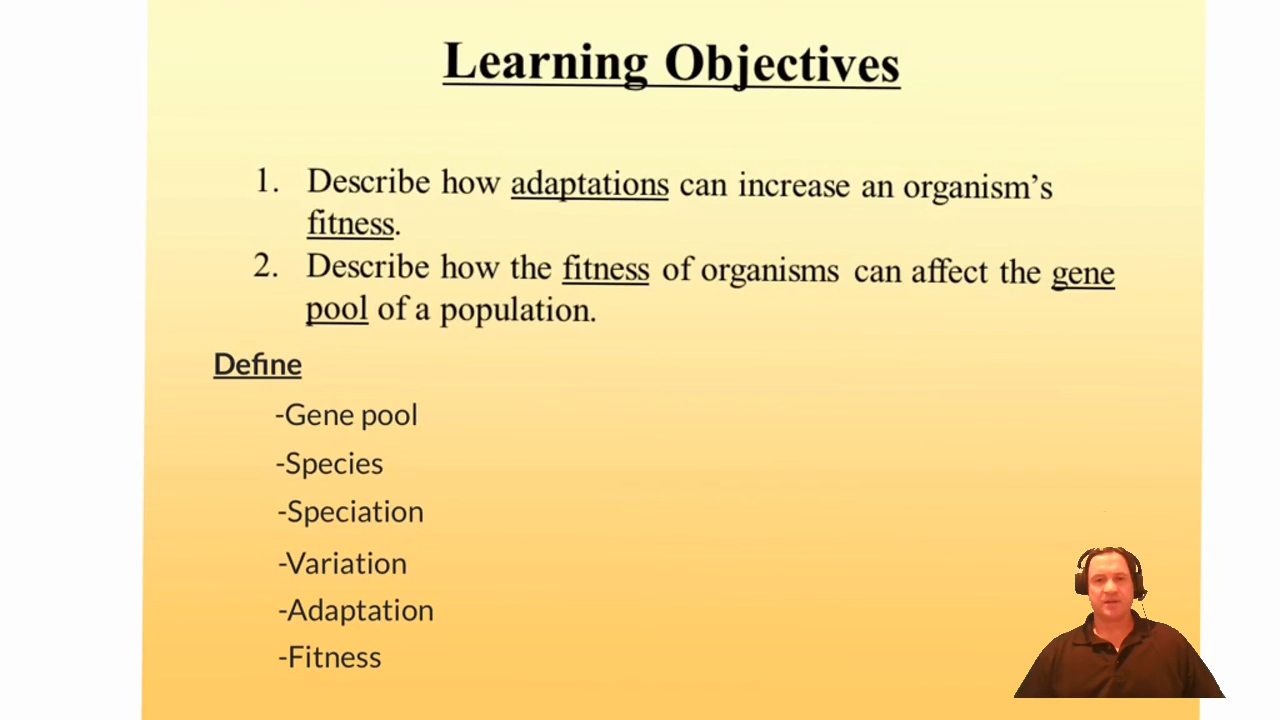 Learning Objectives
1. Describe how adaptations can increase an organism’s
fitness.
2. Describe how the fitness of organisms can affect the gene
pool of a population.
Define
-Gene pool
-Species
-Speciation
-Variation
-Adaptation
-Fitness